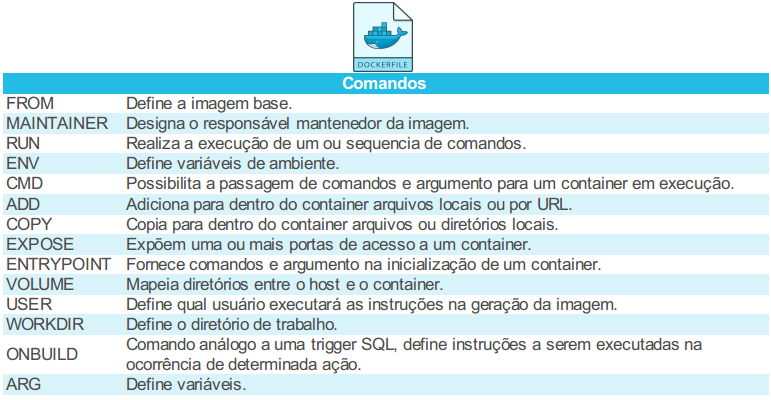 DOCKERFILE
Comandos
FROM Define a imagem base.
MAINTAINER Designa o responsável mantenedor da imagem.
RUN Realiza a execução de um ou sequencia de comandos.
ENV Define variáveis de ambiente.
CMD Possibilita a passagem de comandos e argumento para um container em execução.
ADD Adiciona para dentro do container arquivos locais ou por URL.
COPY Copia para dentro do container arquivos ou diretórios locais.
EXPOSE Expõem uma ou mais portas de acesso a um container.
ENTRYPOINT Fornece comandos e argumento na inicialização de um container.
VOLUME Mapeia diretórios entre o host e o container.
USER Define qual usuário executará as instruções na geração da imagem.
WORKDIR Define o diretório de trabalho.
ONBUILD Comando análogo a uma trigger SQL, define instruções a serem executadas na
ocorrência de determinada ação.
ARG Define variáveis.